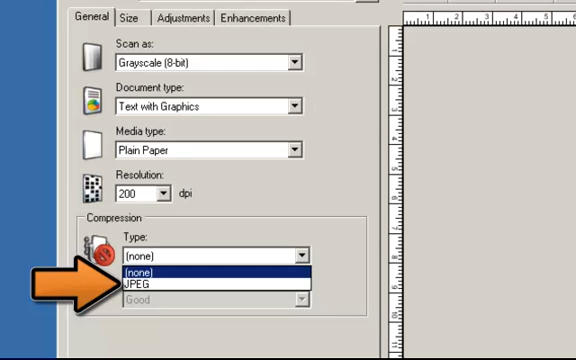 General Size Adjustments Enhancements
Scan as:
Grayscale (8-bit)
Document type:
Text with Graphics
Media type:
Plain Paper
Resolution:
200 dpi
Compression
Type:
(none)
(none)
JPEG
Good